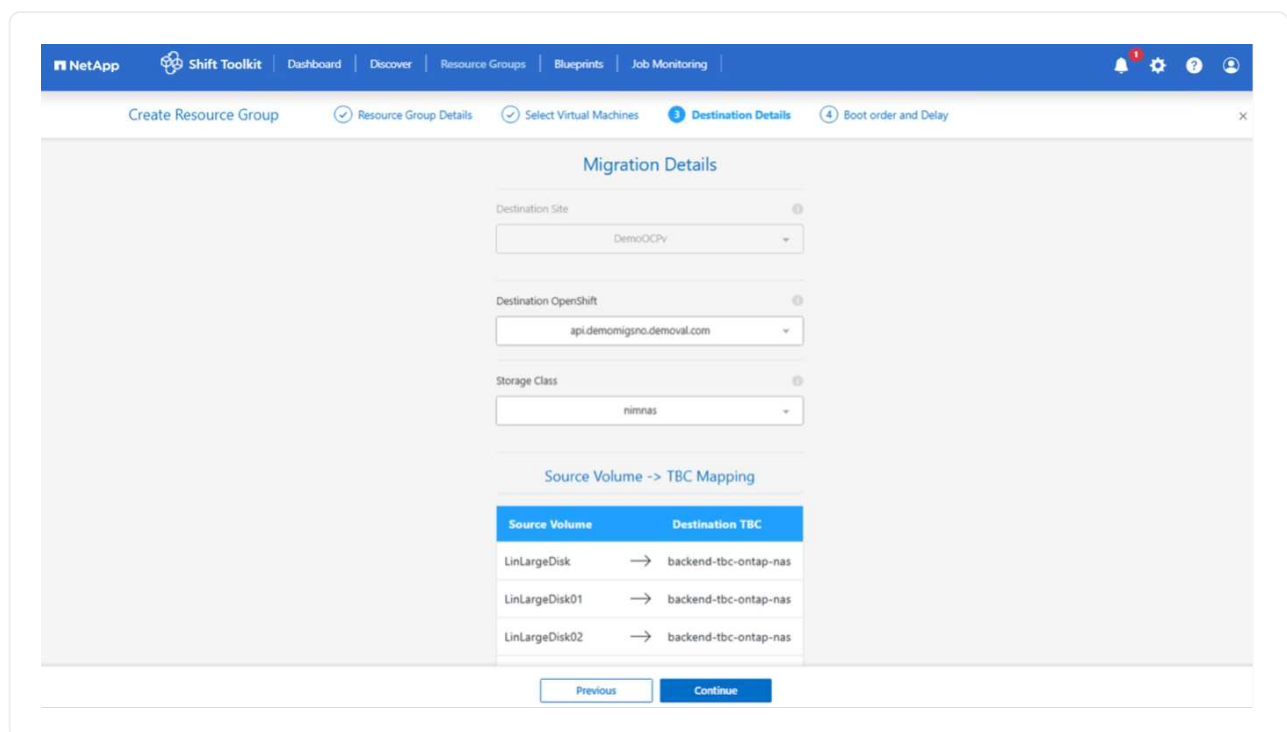 NetApp Shift Toolkit Dashboard Discover Resource Groups Blueprints Job Monitoring 1 ?
Create Resource Group Resource Group Details Select Virtual Machines 3 Destination Details 4 Boot order and Delay
Migration Details
Destination Site
DemoOCPv
Destination OpenShift
api.demomigsno.demoval.com
Storage Class
nimnas
Source Volume -> TBC Mapping
Source Volume Destination TBC
LinLargeDisk → backend-tbc-ontap-nas
LinLargeDisk01 → backend-tbc-ontap-nas
LinLargeDisk02 → backend-tbc-ontap-nas
Previous Continue